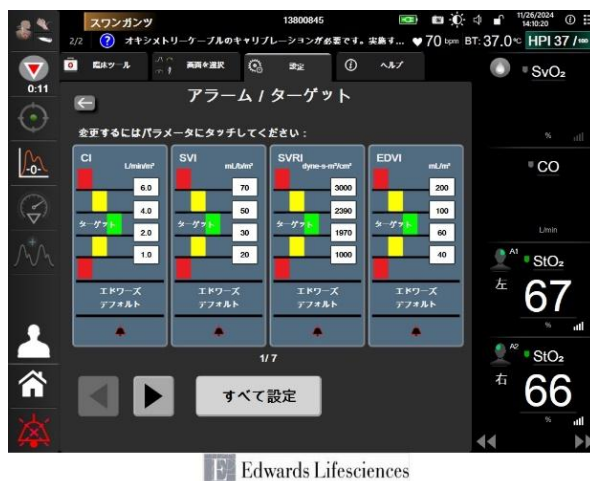 スワンガンツ
13800845
11/26/2024
14:10:20
2/2 ? オキシメトリーケーブルのキャリブレーションが必要です。実施す... 70 bpm BT: 37.0 °C HPI 37 /100
0:11
臨床ツール
画面を選択
設定
ヘルプ
アラーム / ターゲット
変更するにはパラメータにタッチしてください：
CI
L/min/m²
6.0
4.0
ターゲット
2.0
1.0
エドワーズ
デフォルト
SVI
mL/b/m²
70
50
ターゲット
30
20
エドワーズ
デフォルト
SVRI
dyne-s-m²/cm⁵
3000
2390
ターゲット
1970
1000
エドワーズ
デフォルト
EDVI
mL/m²
200
100
ターゲット
60
40
エドワーズ
デフォルト
1/7
すべて設定
-0-
SvO₂
%
CO
L/min
A1
StO₂
左
67
%
A2
StO₂
右
66
%
E Edwards Lifesciences